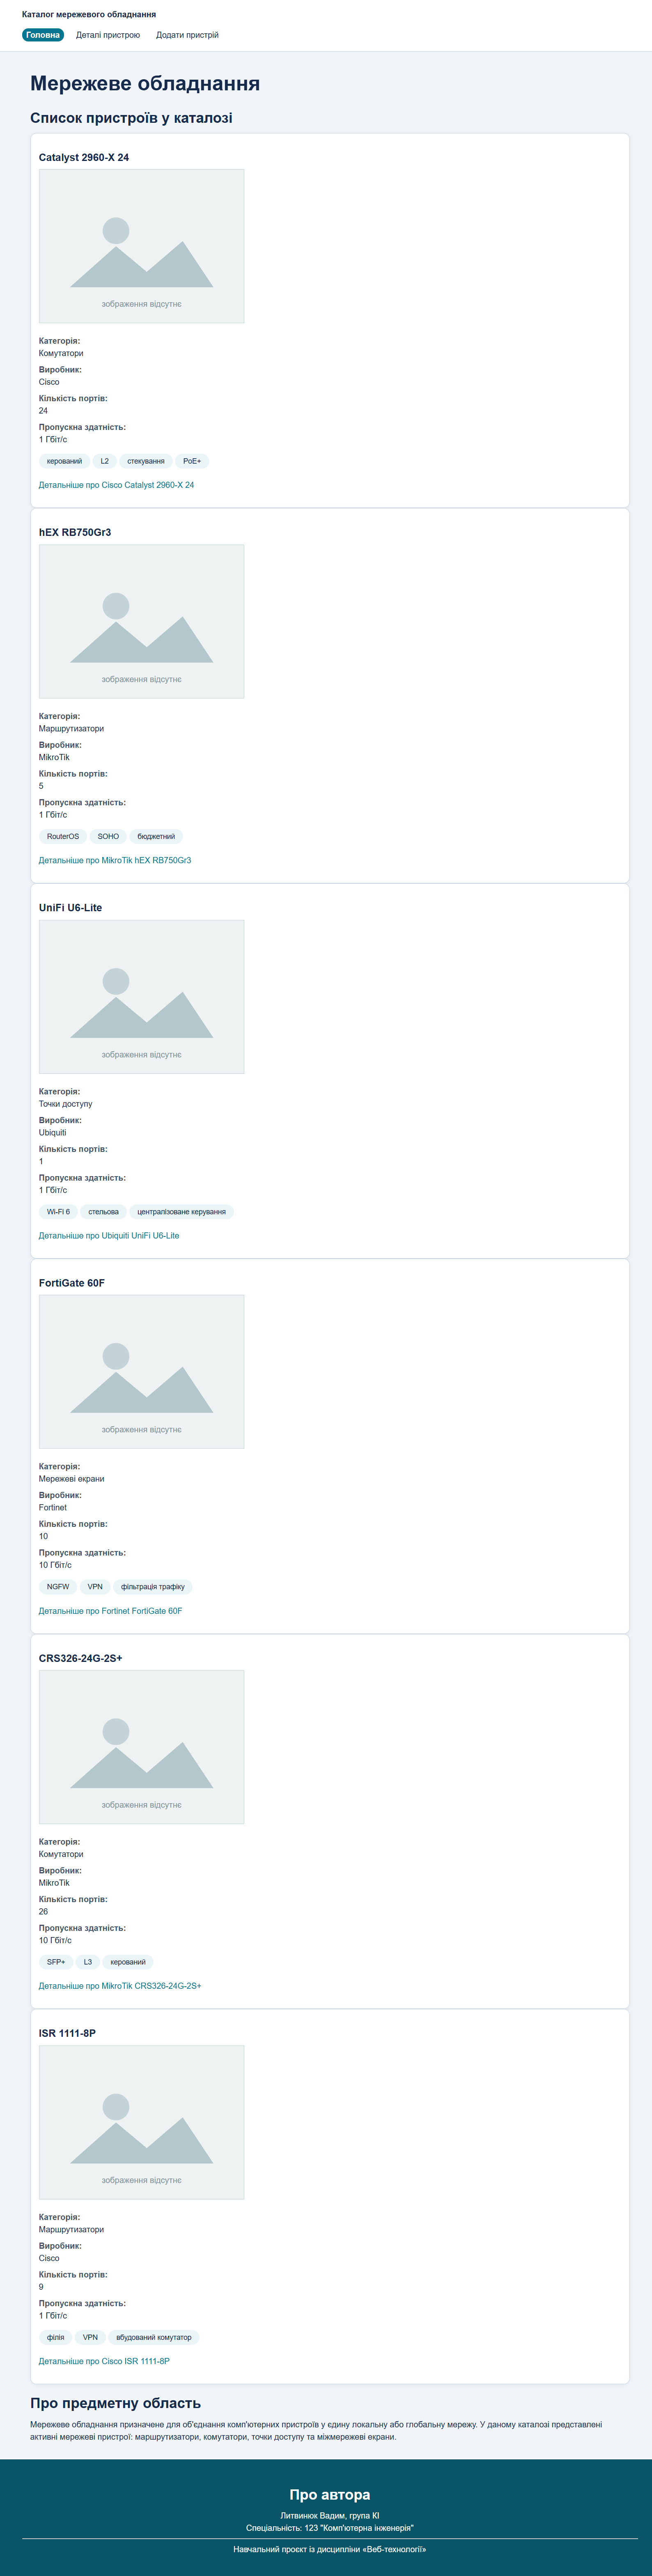 Каталог мережевого обладнання
Головна Деталі пристрою Додати пристрій
Мережеве обладнання
Список пристроїв у каталозі
Catalyst 2960-X 24
зображення відсутнє
Категорія:
Комутатори
Виробник:
Cisco
Кількість портів:
24
Пропускна здатність:
1 Гбіт/с
керований L2 стекування PoE+
Детальніше про Cisco Catalyst 2960-X 24
hEX RB750Gr3
зображення відсутнє
Категорія:
Маршрутизатори
Виробник:
MikroTik
Кількість портів:
5
Пропускна здатність:
1 Гбіт/с
RouterOS SOHO бюджетний
Детальніше про MikroTik hEX RB750Gr3
UniFi U6-Lite
зображення відсутнє
Категорія:
Точки доступу
Виробник:
Ubiquiti
Кількість портів:
1
Пропускна здатність:
1 Гбіт/с
Wi-Fi 6 стельова централізоване керування
Детальніше про Ubiquiti UniFi U6-Lite
FortiGate 60F
зображення відсутнє
Категорія:
Мережеві екрани
Виробник:
Fortinet
Кількість портів:
10
Пропускна здатність:
10 Гбіт/с
NGFW VPN фільтрація трафіку
Детальніше про Fortinet FortiGate 60F
CRS326-24G-2S+
зображення відсутнє
Категорія:
Комутатори
Виробник:
MikroTik
Кількість портів:
26
Пропускна здатність:
10 Гбіт/с
SFP+ L3 керований
Детальніше про MikroTik CRS326-24G-2S+
ISR 1111-8P
зображення відсутнє
Категорія:
Маршрутизатори
Виробник:
Cisco
Кількість портів:
9
Пропускна здатність:
1 Гбіт/с
філія VPN вбудований комутатор
Детальніше про Cisco ISR 1111-8P
Про предметну область
Мережеве обладнання призначене для об'єднання комп'ютерних пристроїв у єдину локальну або глобальну мережу. У даному каталозі представлені
активні мережеві пристрої: маршрутизатори, комутатори, точки доступу та міжмережеві екрани.
Про автора
Литвинюк Вадим, група КІ
Спеціальність: 123 "Комп'ютерна інженерія"
Навчальний проєкт із дисципліни «Веб-технології»